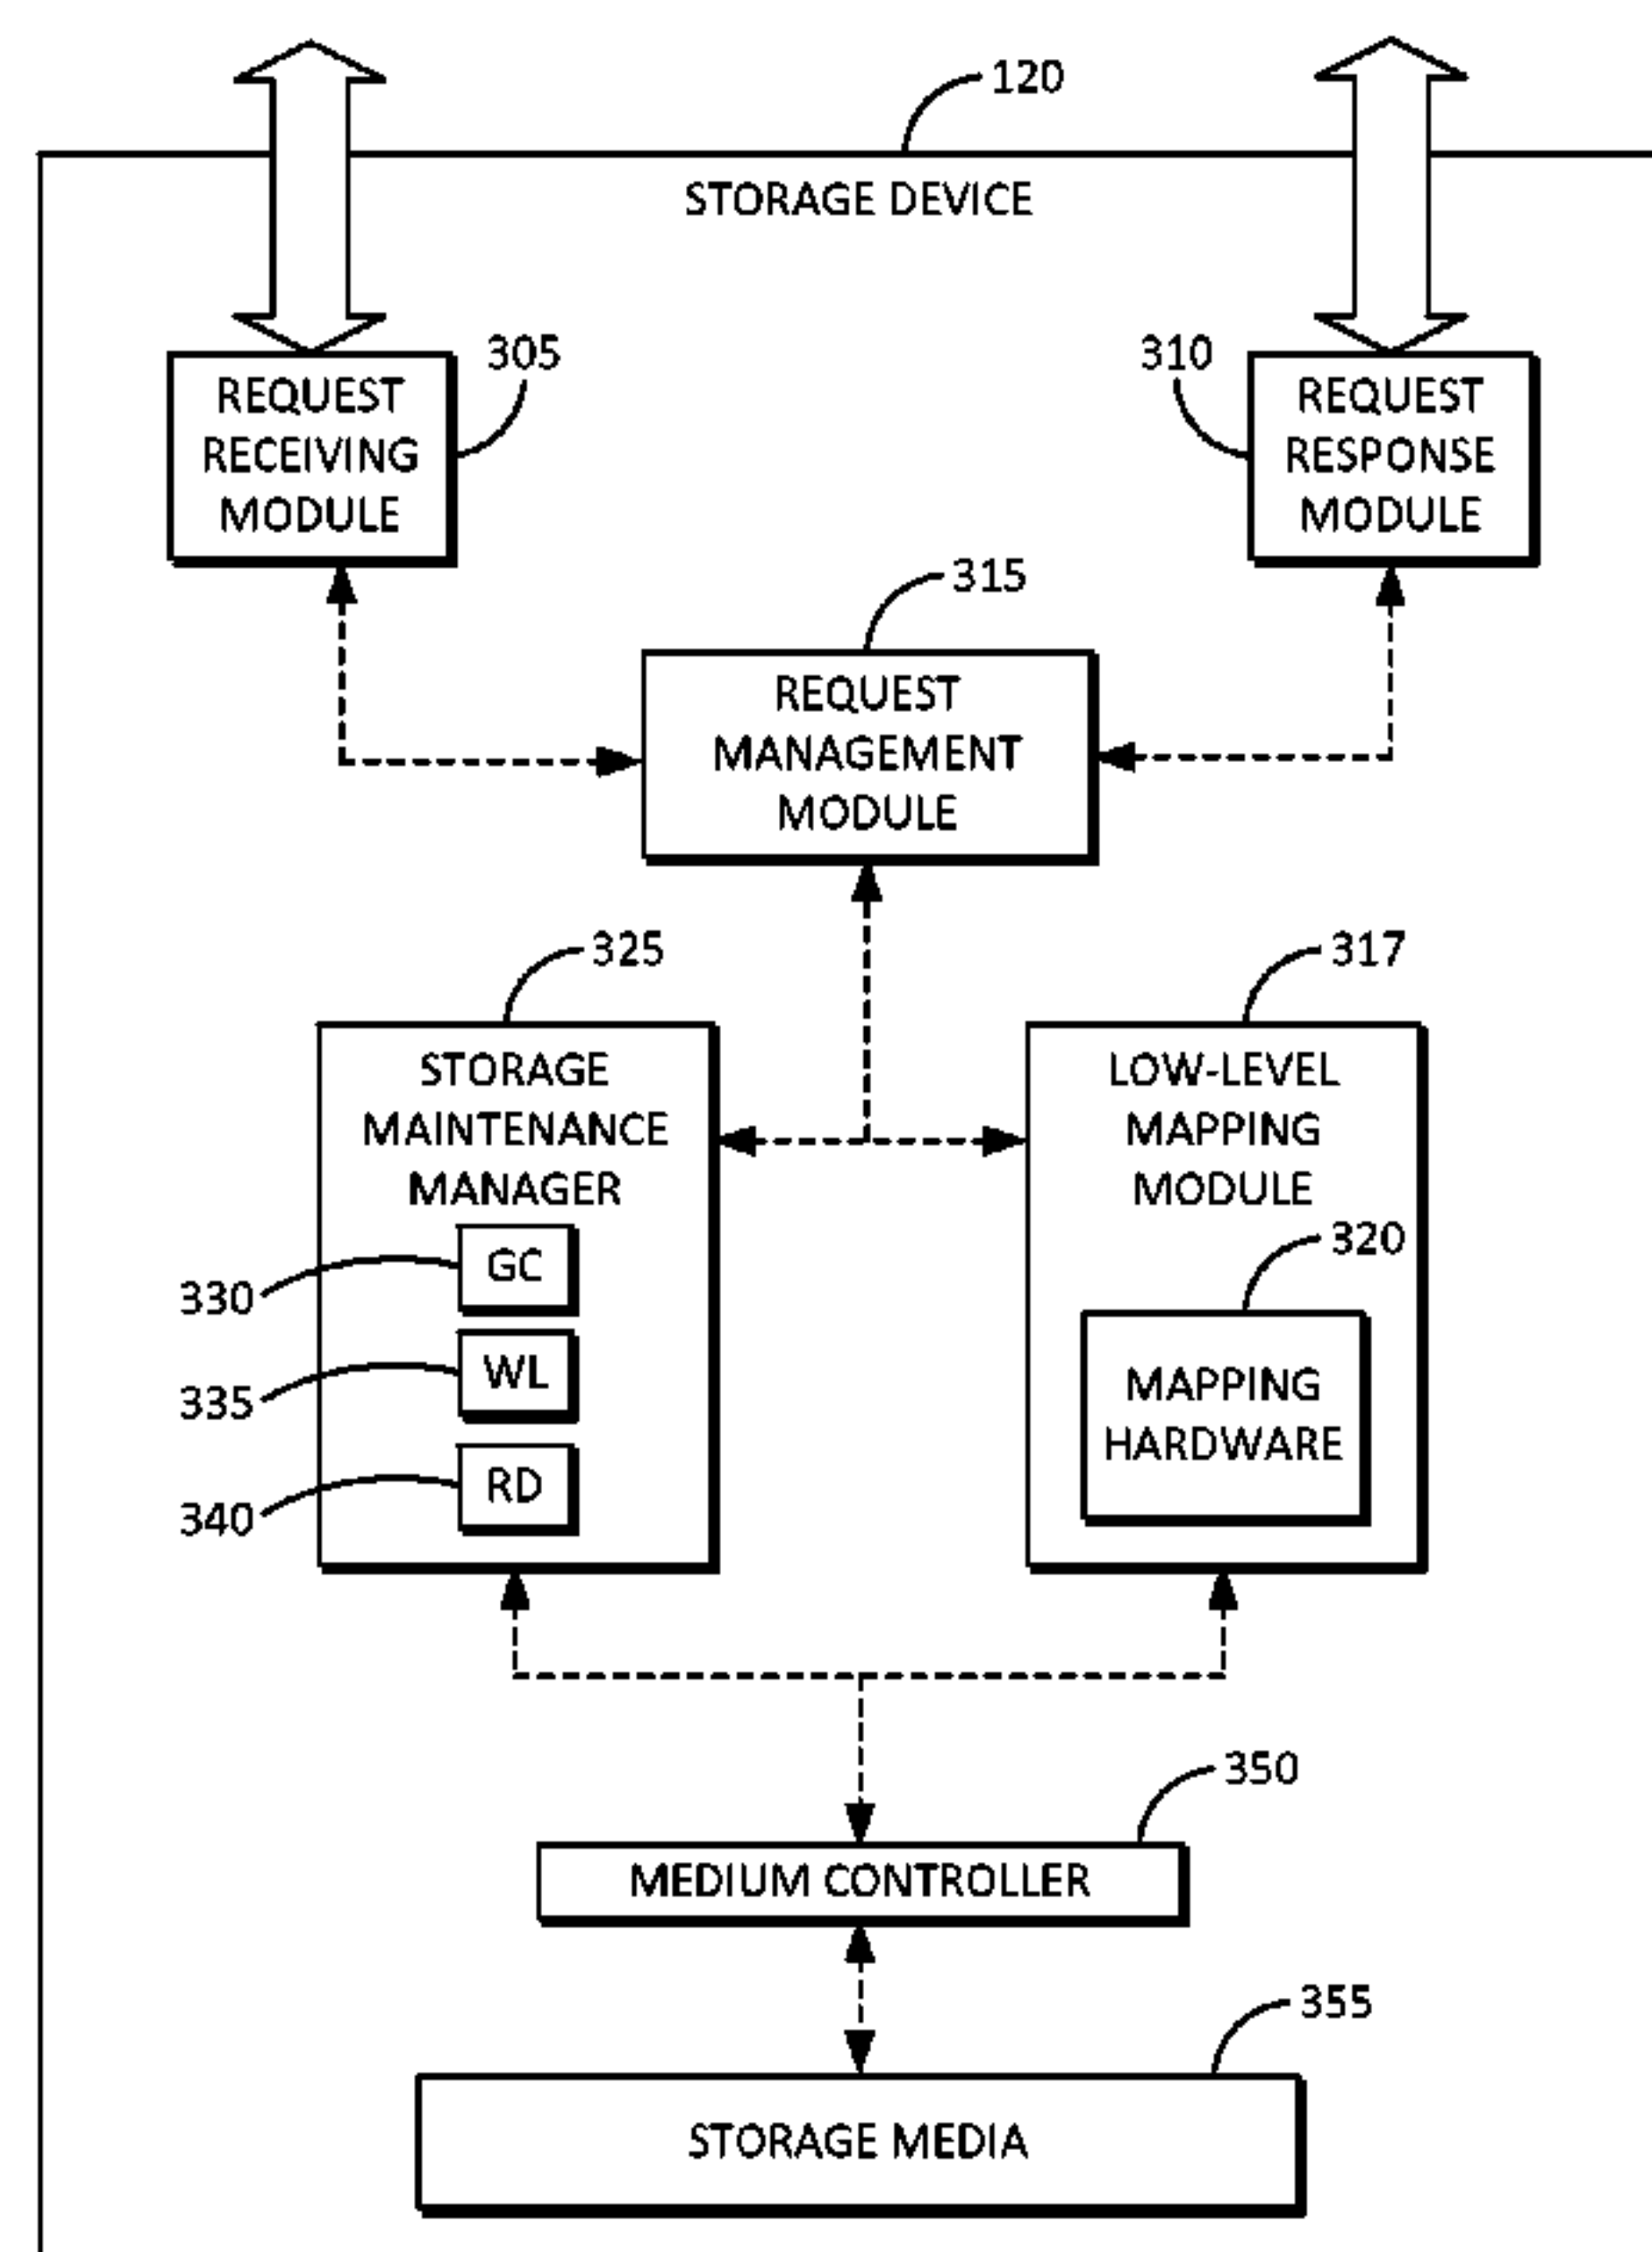 120
STORAGE DEVICE
305
310
REQUEST
RECEIVING
MODULE
REQUEST
RESPONSE
MODULE
315
REQUEST
MANAGEMENT
MODULE
325
317
STORAGE
MAINTENANCE
MANAGER
LOW-LEVEL
MAPPING
MODULE
330
GC
335
WL
340
RD
320
MAPPING
HARDWARE
350
MEDIUM CONTROLLER
355
STORAGE MEDIA